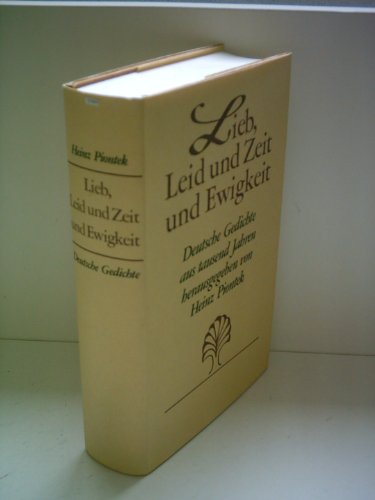 Heinz Piontek
Lieb,
Leid und Zeit
und Ewigkeit
Deutsche Gedichte
Lieb,
Leid und Zeit
und Ewigkeit
Deutsche Gedichte
aus tausend Jahren
herausgegeben von
Heinz Piontek